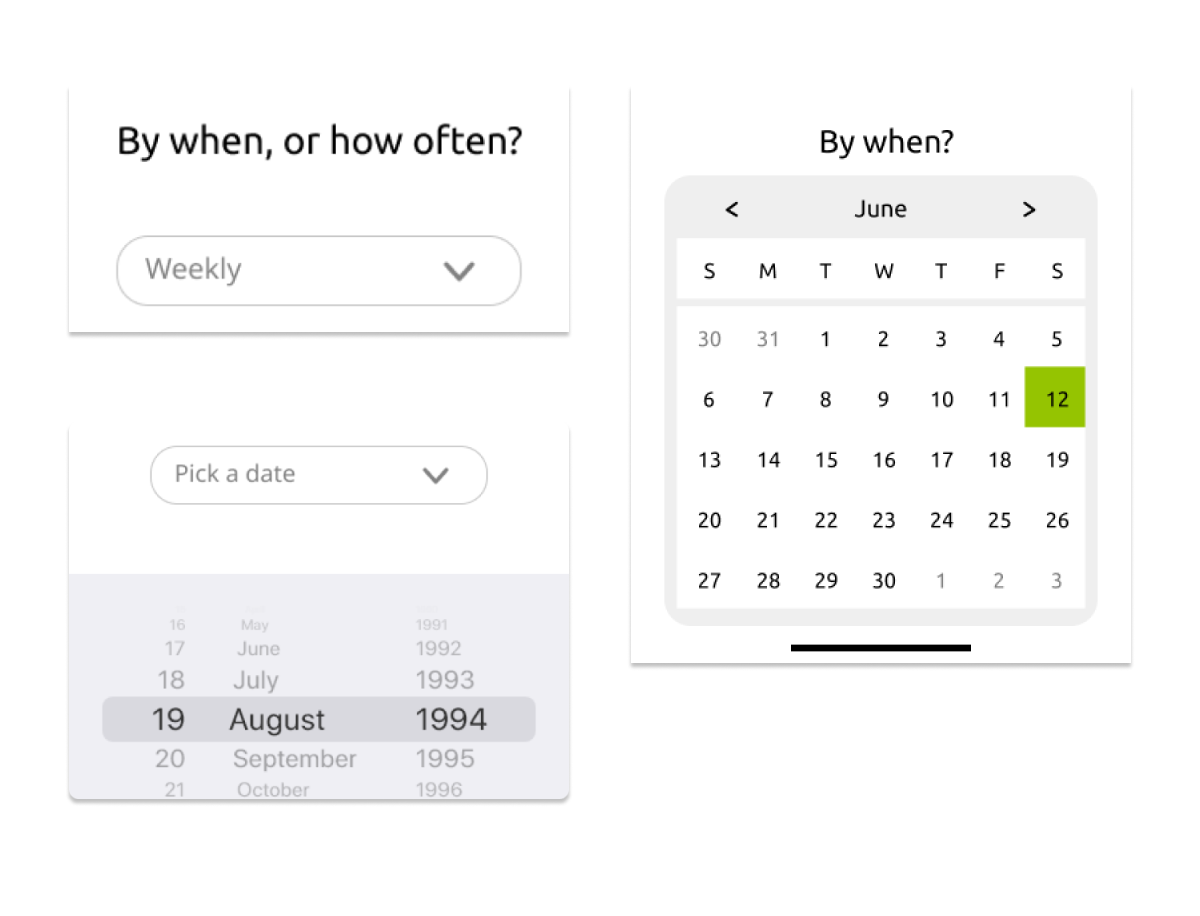 By when, or how often?
Weekly
Pick a date
16 May 1991
17 June 1992
18 July 1993
19 August 1994
20 September 1995
21 October 1996
By when?
< June >
S M T W T F S
30 31 1 2 3 4 5
6 7 8 9 10 11 12
13 14 15 16 17 18 19
20 21 22 23 24 25 26
27 28 29 30 1 2 3